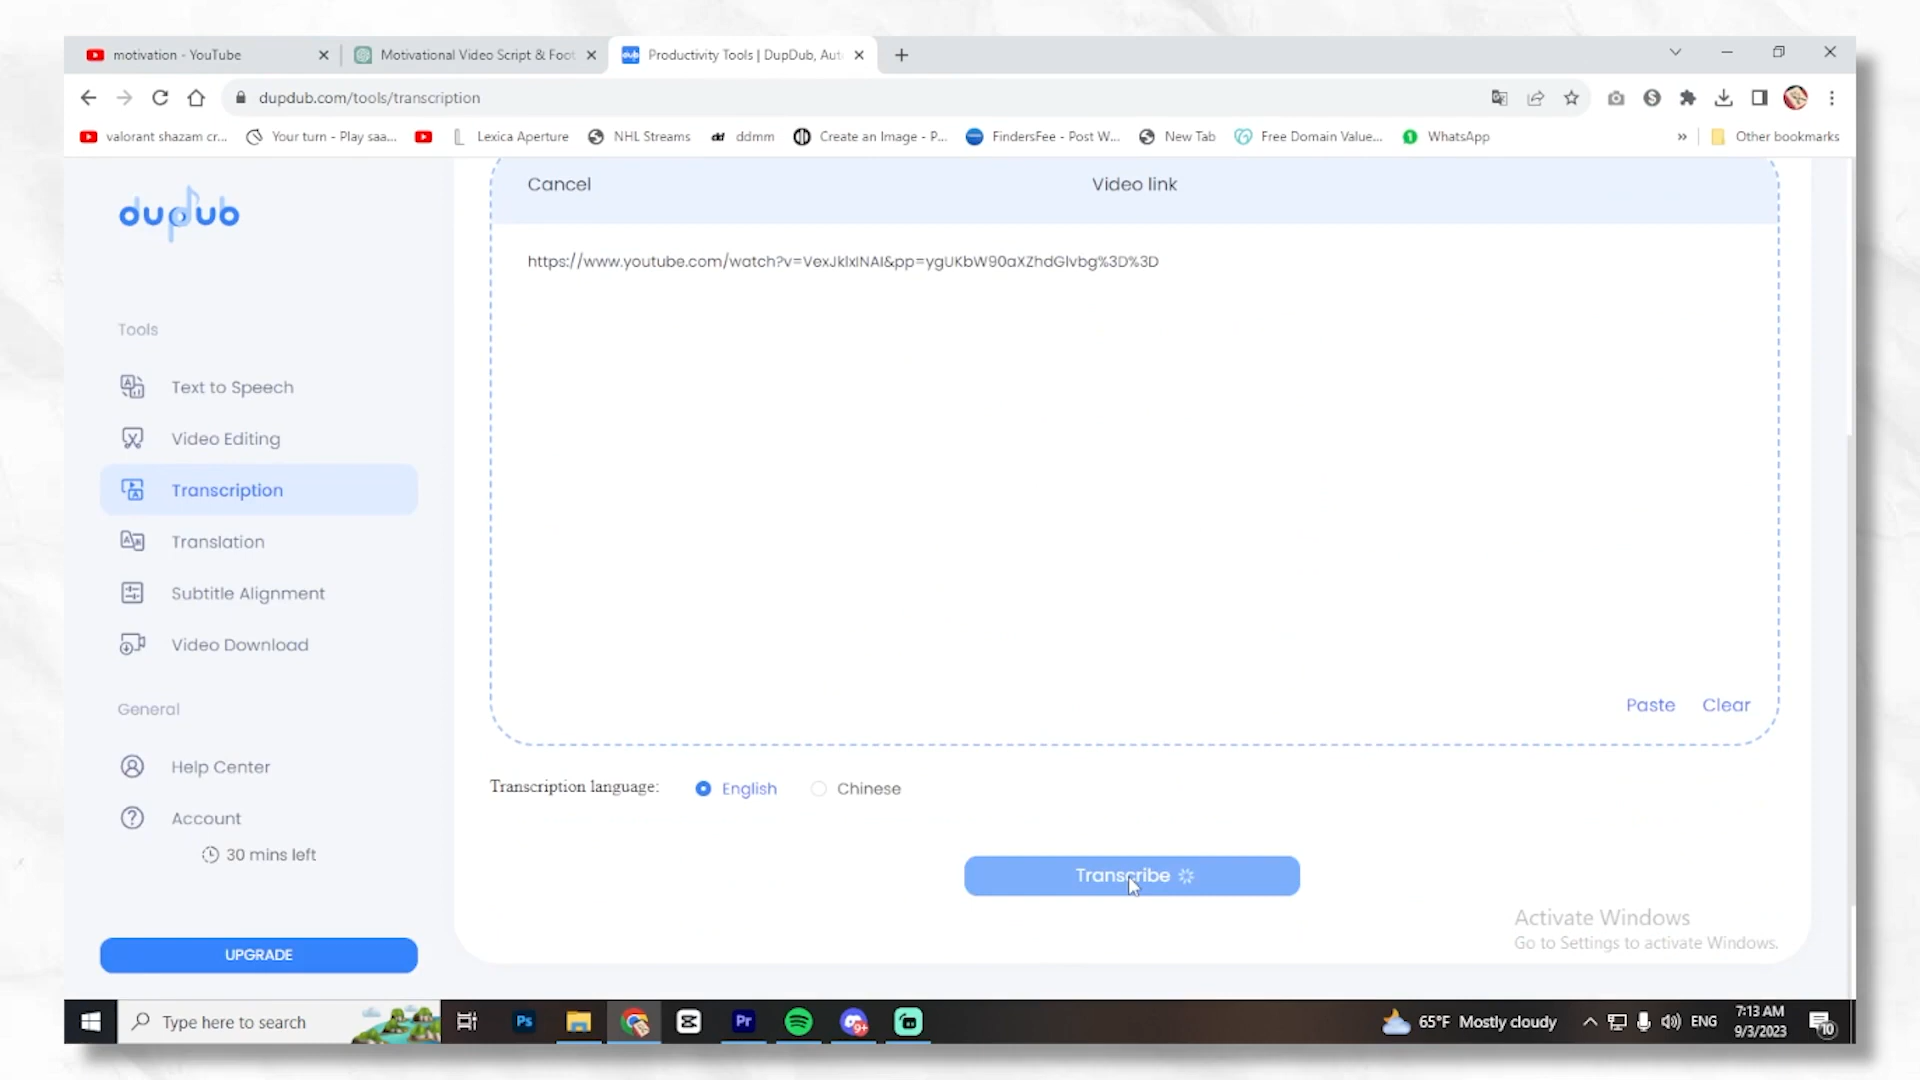 motivation - YouTube
Motivational Video Script & Foot
Productivity Tools | DupDub, Aut
dupdub.com/tools/transcription
valorant shazam cr...
Your turn - Play saa...
Lexica Aperture
NHL Streams
dd
ddmm
Create an Image - P...
FindersFee - Post W...
New Tab
Free Domain Value...
WhatsApp
»
Other bookmarks
dupdub
Cancel
Video link
https://www.youtube.com/watch?v=VexJklxINAI&pp=ygUKbW90aXZhdGlvbg%3D%3D
Tools
Text to Speech
Video Editing
Transcription
Translation
Subtitle Alignment
Video Download
Paste
Clear
General
Help Center
Account
30 mins left
Transcription language:
English
Chinese
Transcribe
UPGRADE
Activate Windows
Go to Settings to activate Windows.
Type here to search
Ps
Pr
9+
65°F Mostly cloudy
ENG
7:13 AM
9/3/2023
10